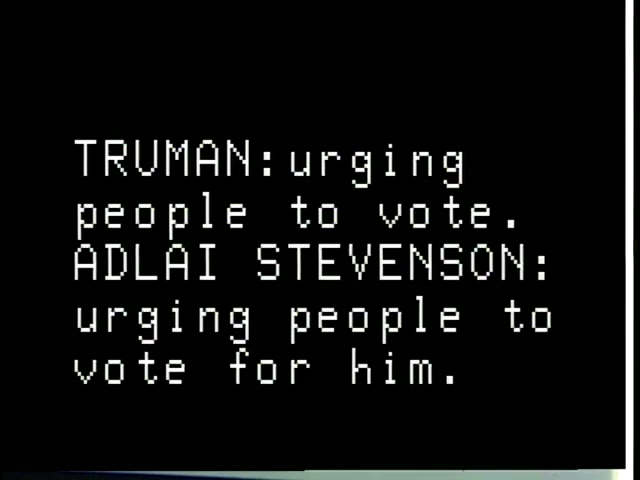 TRUMAN:urging
people to vote.
ADLAI STEVENSON:
urging people to
vote for him.